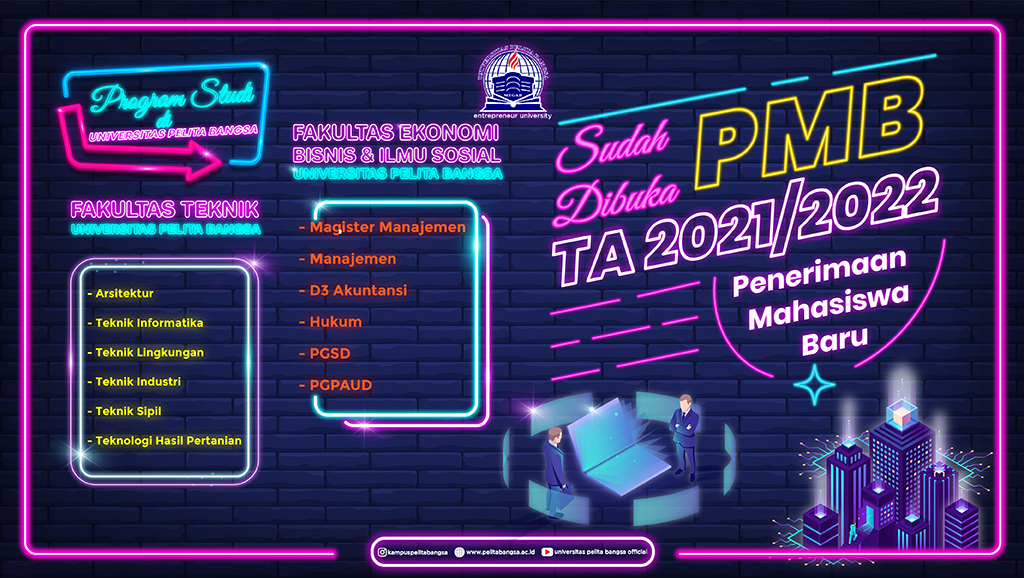 Program Studi
di
UNIVERSITAS PELITA BANGSA
FAKULTAS TEKNIK
UNIVERSITAS PELITA BANGSA
- Arsitektur
- Teknik Informatika
- Teknik Lingkungan
- Teknik Industri
- Teknik Sipil
- Teknologi Hasil Pertanian
FAKULTAS EKONOMI
BISNIS & ILMU SOSIAL
UNIVERSITAS PELITA BANGSA
- Magister Manajemen
- Manajemen
- D3 Akuntansi
- Hukum
- PGSD
- PGPAUD
UNIVERSITAS PELITA BANGSA
entrepreneur university
Sudah
Dibuka
PMB
TA 2021/2022
Penerimaan
Mahasiswa
Baru
kampuspelitabangsa
www.pelitabangsa.ac.id
universitas pelita bangsa official